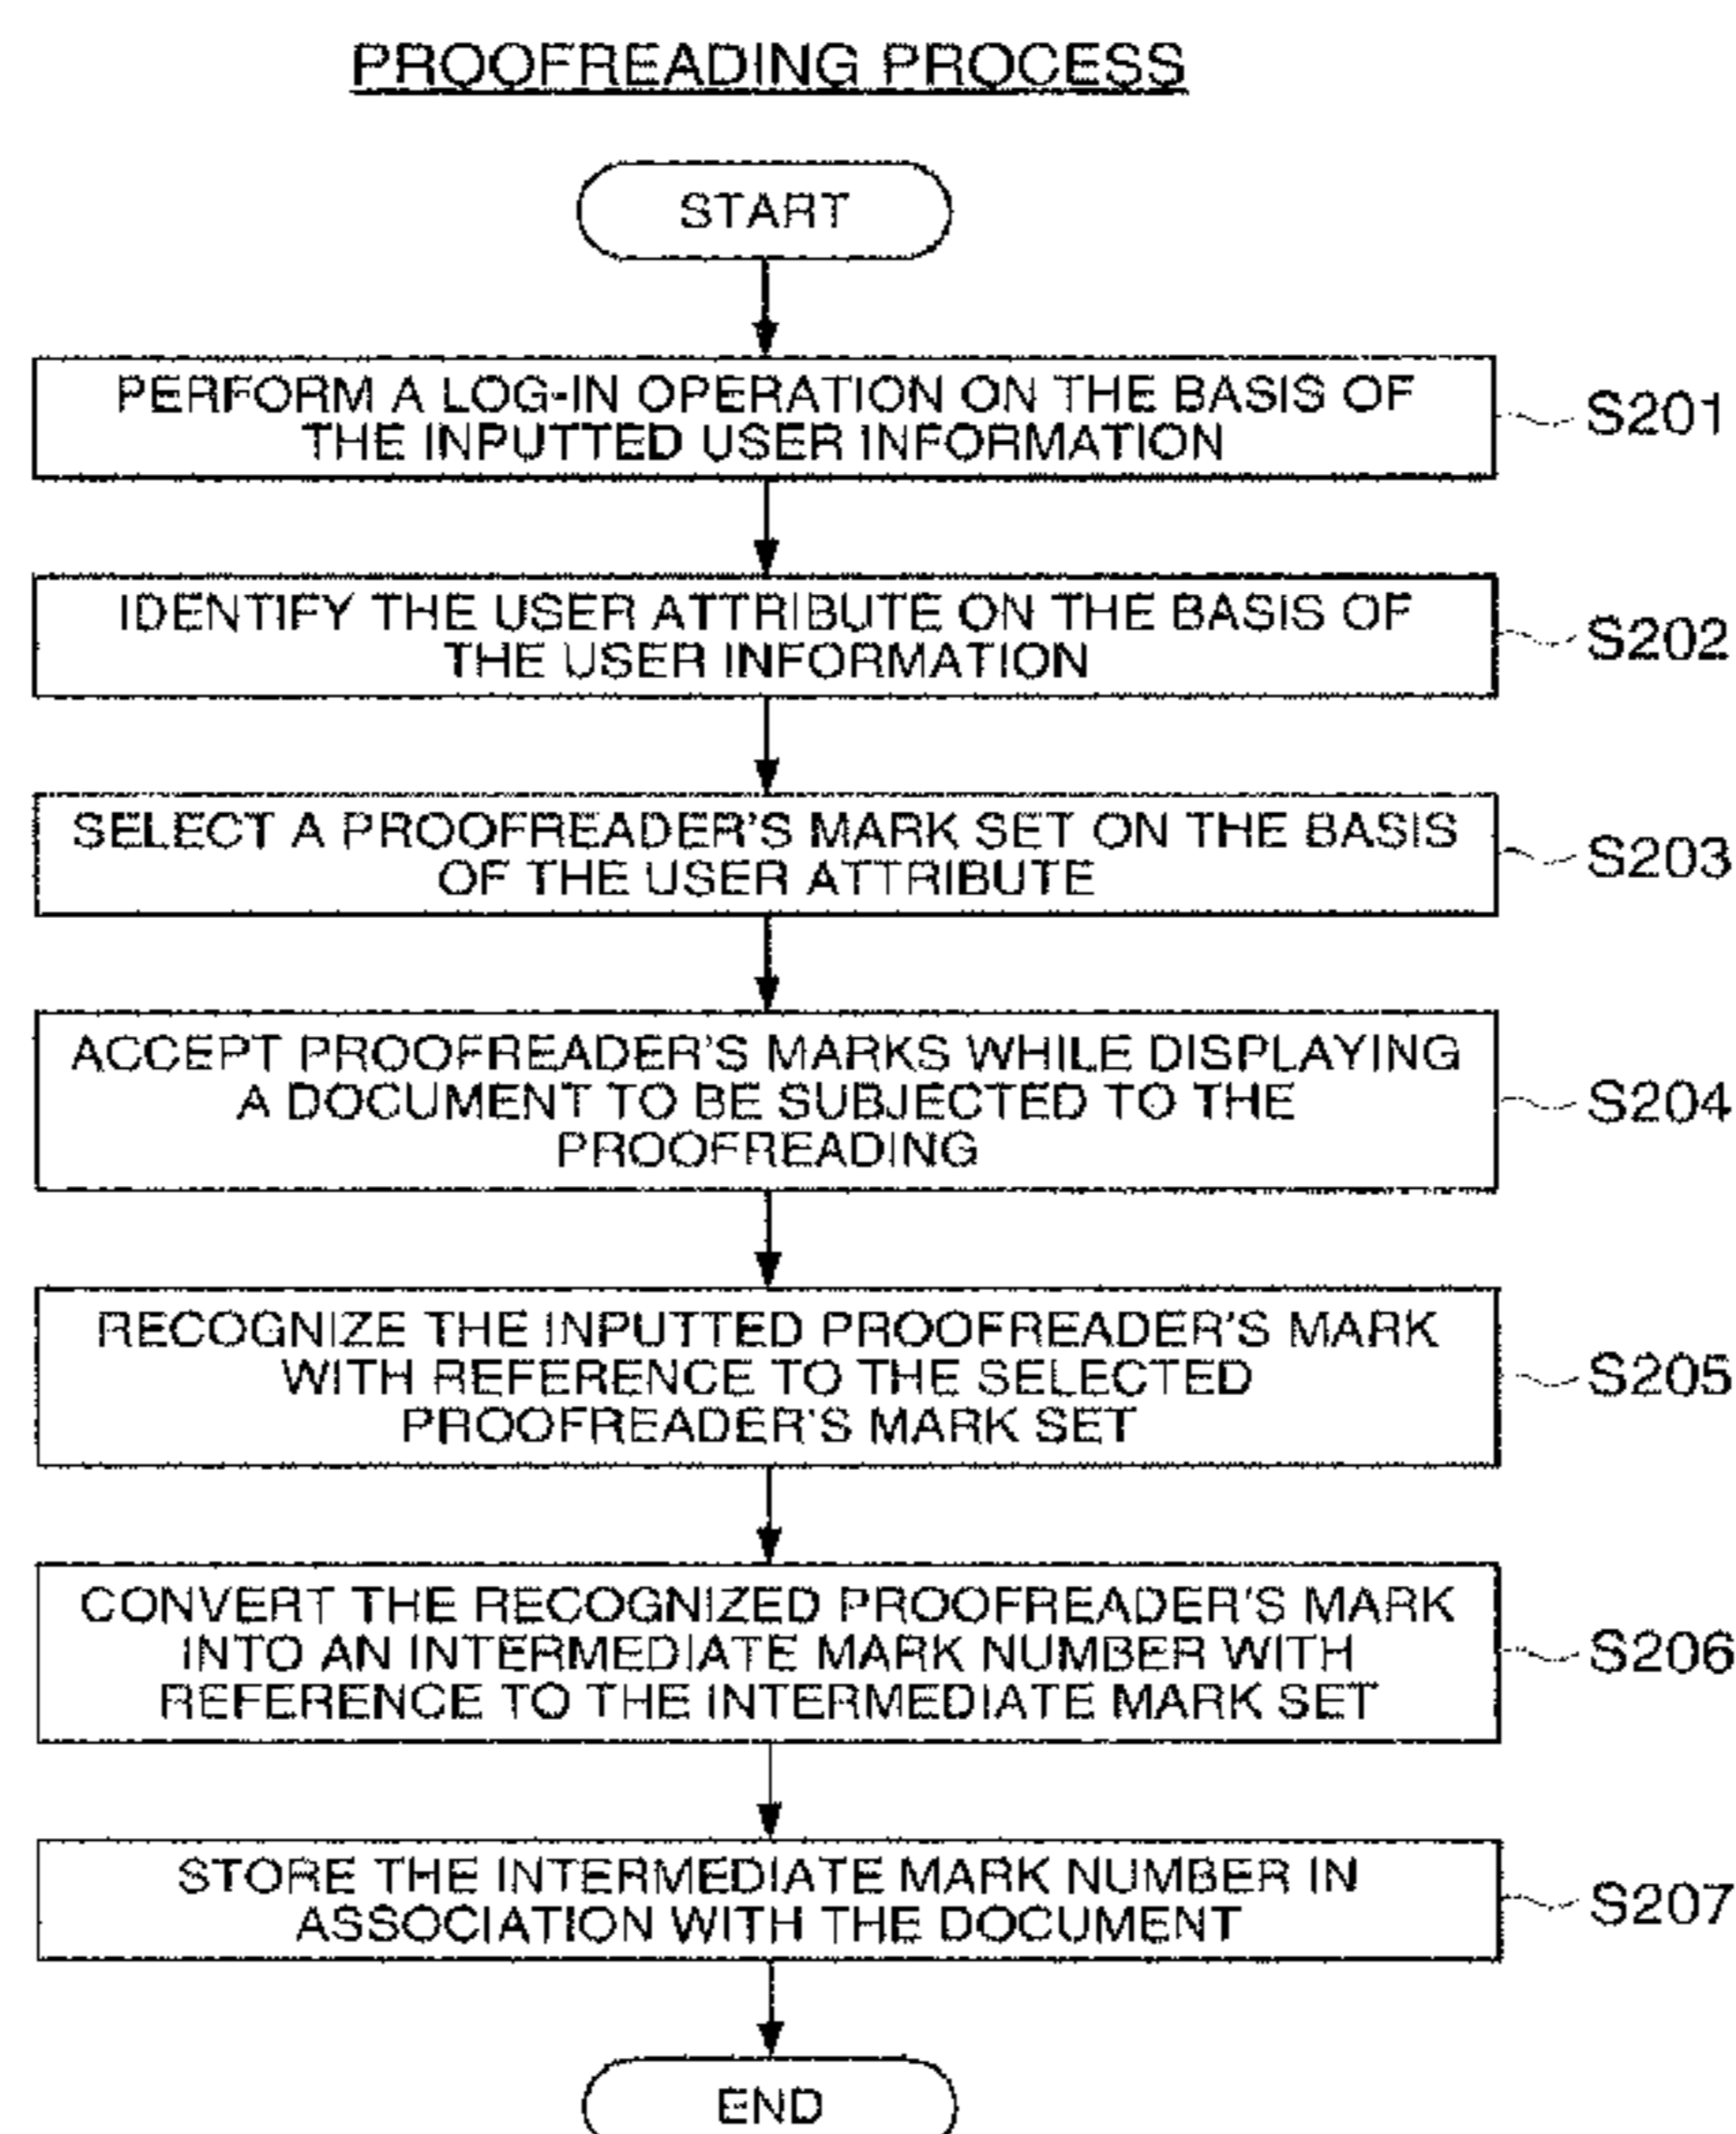 PROOFREADING PROCESS
START
PERFORM A LOG-IN OPERATION ON THE BASIS OF
THE INPUTTED USER INFORMATION
S201
IDENTIFY THE USER ATTRIBUTE ON THE BASIS OF
THE USER INFORMATION
S202
SELECT A PROOFREADER'S MARK SET ON THE BASIS
OF THE USER ATTRIBUTE
S203
ACCEPT PROOFREADER'S MARKS WHILE DISPLAYING
A DOCUMENT TO BE SUBJECTED TO THE
PROOFREADING
S204
RECOGNIZE THE INPUTTED PROOFREADER'S MARK
WITH REFERENCE TO THE SELECTED
PROOFREADER'S MARK SET
S205
CONVERT THE RECOGNIZED PROOFREADER'S MARK
INTO AN INTERMEDIATE MARK NUMBER WITH
REFERENCE TO THE INTERMEDIATE MARK SET
S206
STORE THE INTERMEDIATE MARK NUMBER IN
ASSOCIATION WITH THE DOCUMENT
S207
END